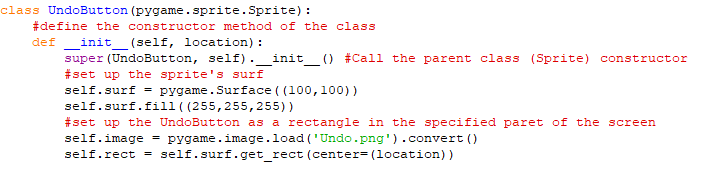 class UndoButton(pygame.sprite.Sprite):
    #define the constructor method of the class
    def __init__(self, location):
        super(UndoButton, self).__init__() #Call the parent class (Sprite) constructor
        #set up the sprite's surf
        self.surf = pygame.Surface((100,100))
        self.surf.fill((255,255,255))
        #set up the UndoButton as a rectangle in the specified paret of the screen
        self.image = pygame.image.load('Undo.png').convert()
        self.rect = self.surf.get_rect(center=(location))